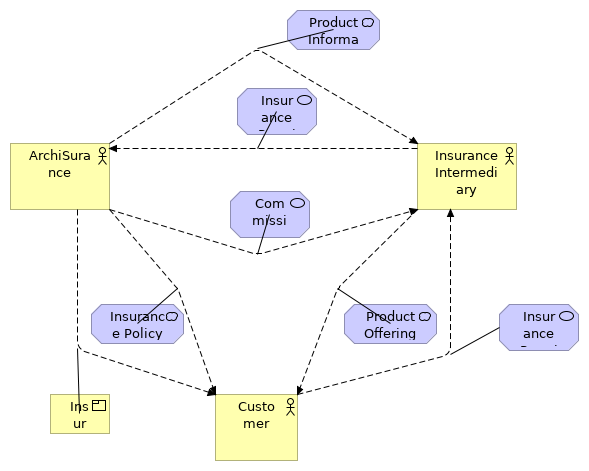 Product
Informa
Insur
ance
ArchiSura
nce
Insurance
Intermedi
ary
Com
missi
Insuranc
e Policy
Product
Offering
Insur
ance
Ins
ur
Custo
mer